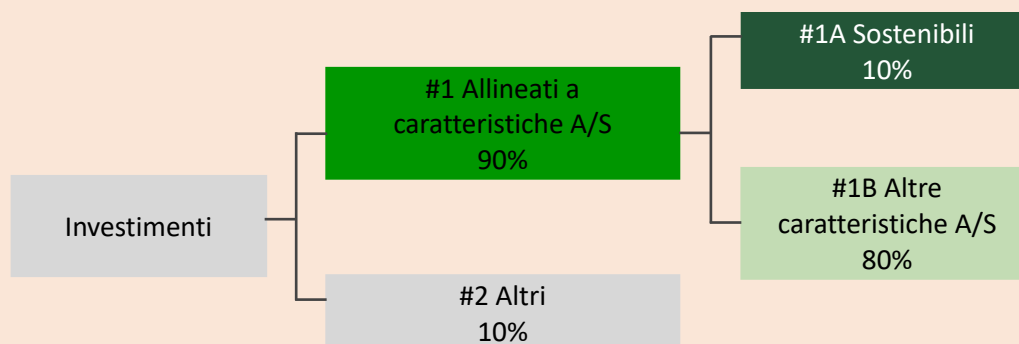 Investimenti
#1 Allineati a
caratteristiche A/S
90%
#2 Altri
10%
#1A Sostenibili
10%
#1B Altre
caratteristiche A/S
80%